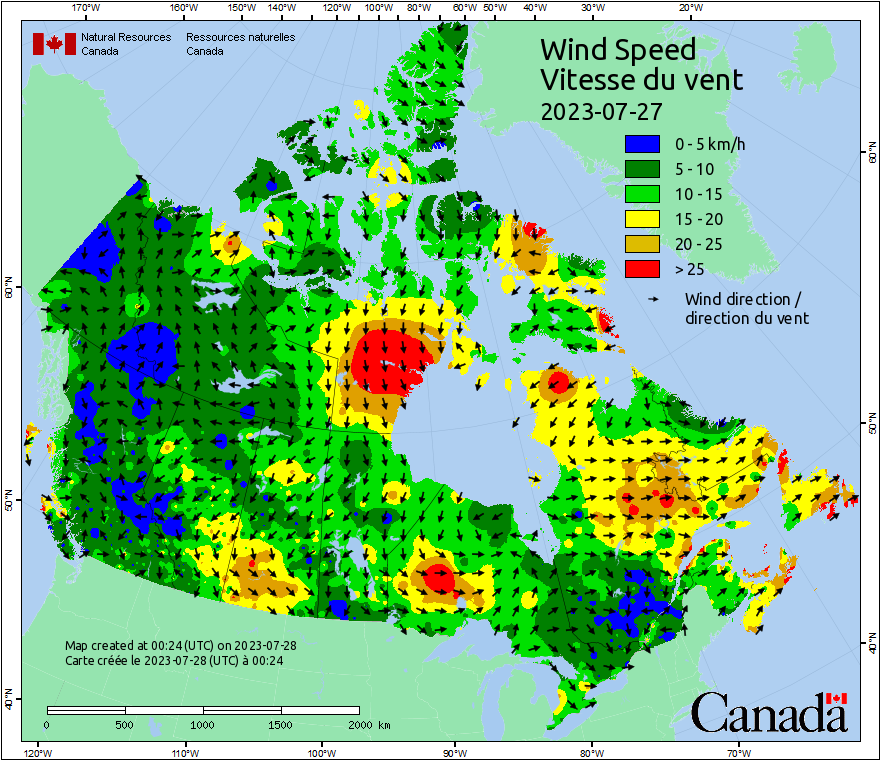 170°W 160°W 150°W 140°W 130°W 120°W 110°W 100°W 90°W 80°W 70°W 60°W 50°W 40°W 30°W 20°W
Natural Resources Ressources naturelles
Canada Canada
Wind Speed
Vitesse du vent
2023-07-27
0 - 5 km/h
5 - 10
10 - 15
15 - 20
20 - 25
> 25
Wind direction /
direction du vent
60°N 60°N
50°N 50°N
40°N 40°N
Map created at 00:24 (UTC) on 2023-07-28
Carte créée le 2023-07-28 (UTC) à 00:24
0 500 1000 1500 2000 km
Canada
120°W 110°W 100°W 90°W 80°W 70°W